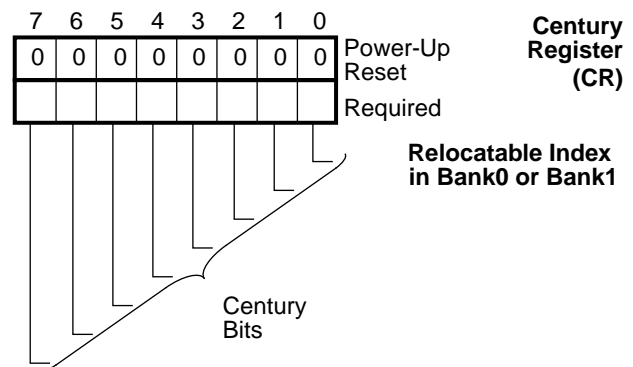 7 6 5 4 3 2 1 0
Century
Register
(CR)
0 0 0 0 0 0 0 0
Power-Up
Reset
Required
Relocatable Index
in Bank0 or Bank1
Century
Bits